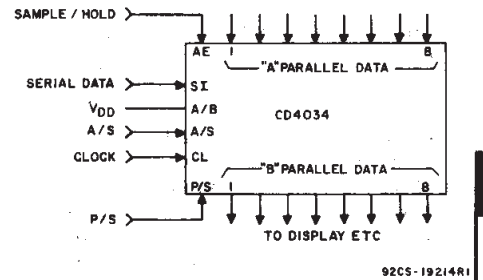 SAMPLE / HOLD
AE 1 8
"A" PARALLEL DATA
SERIAL DATA SI
VDD A/B
CD4034
A/S A/S
CLOCK CL
"B" PARALLEL DATA
P/S 1 8
P/S
TO DISPLAY ETC
92CS-19214R1